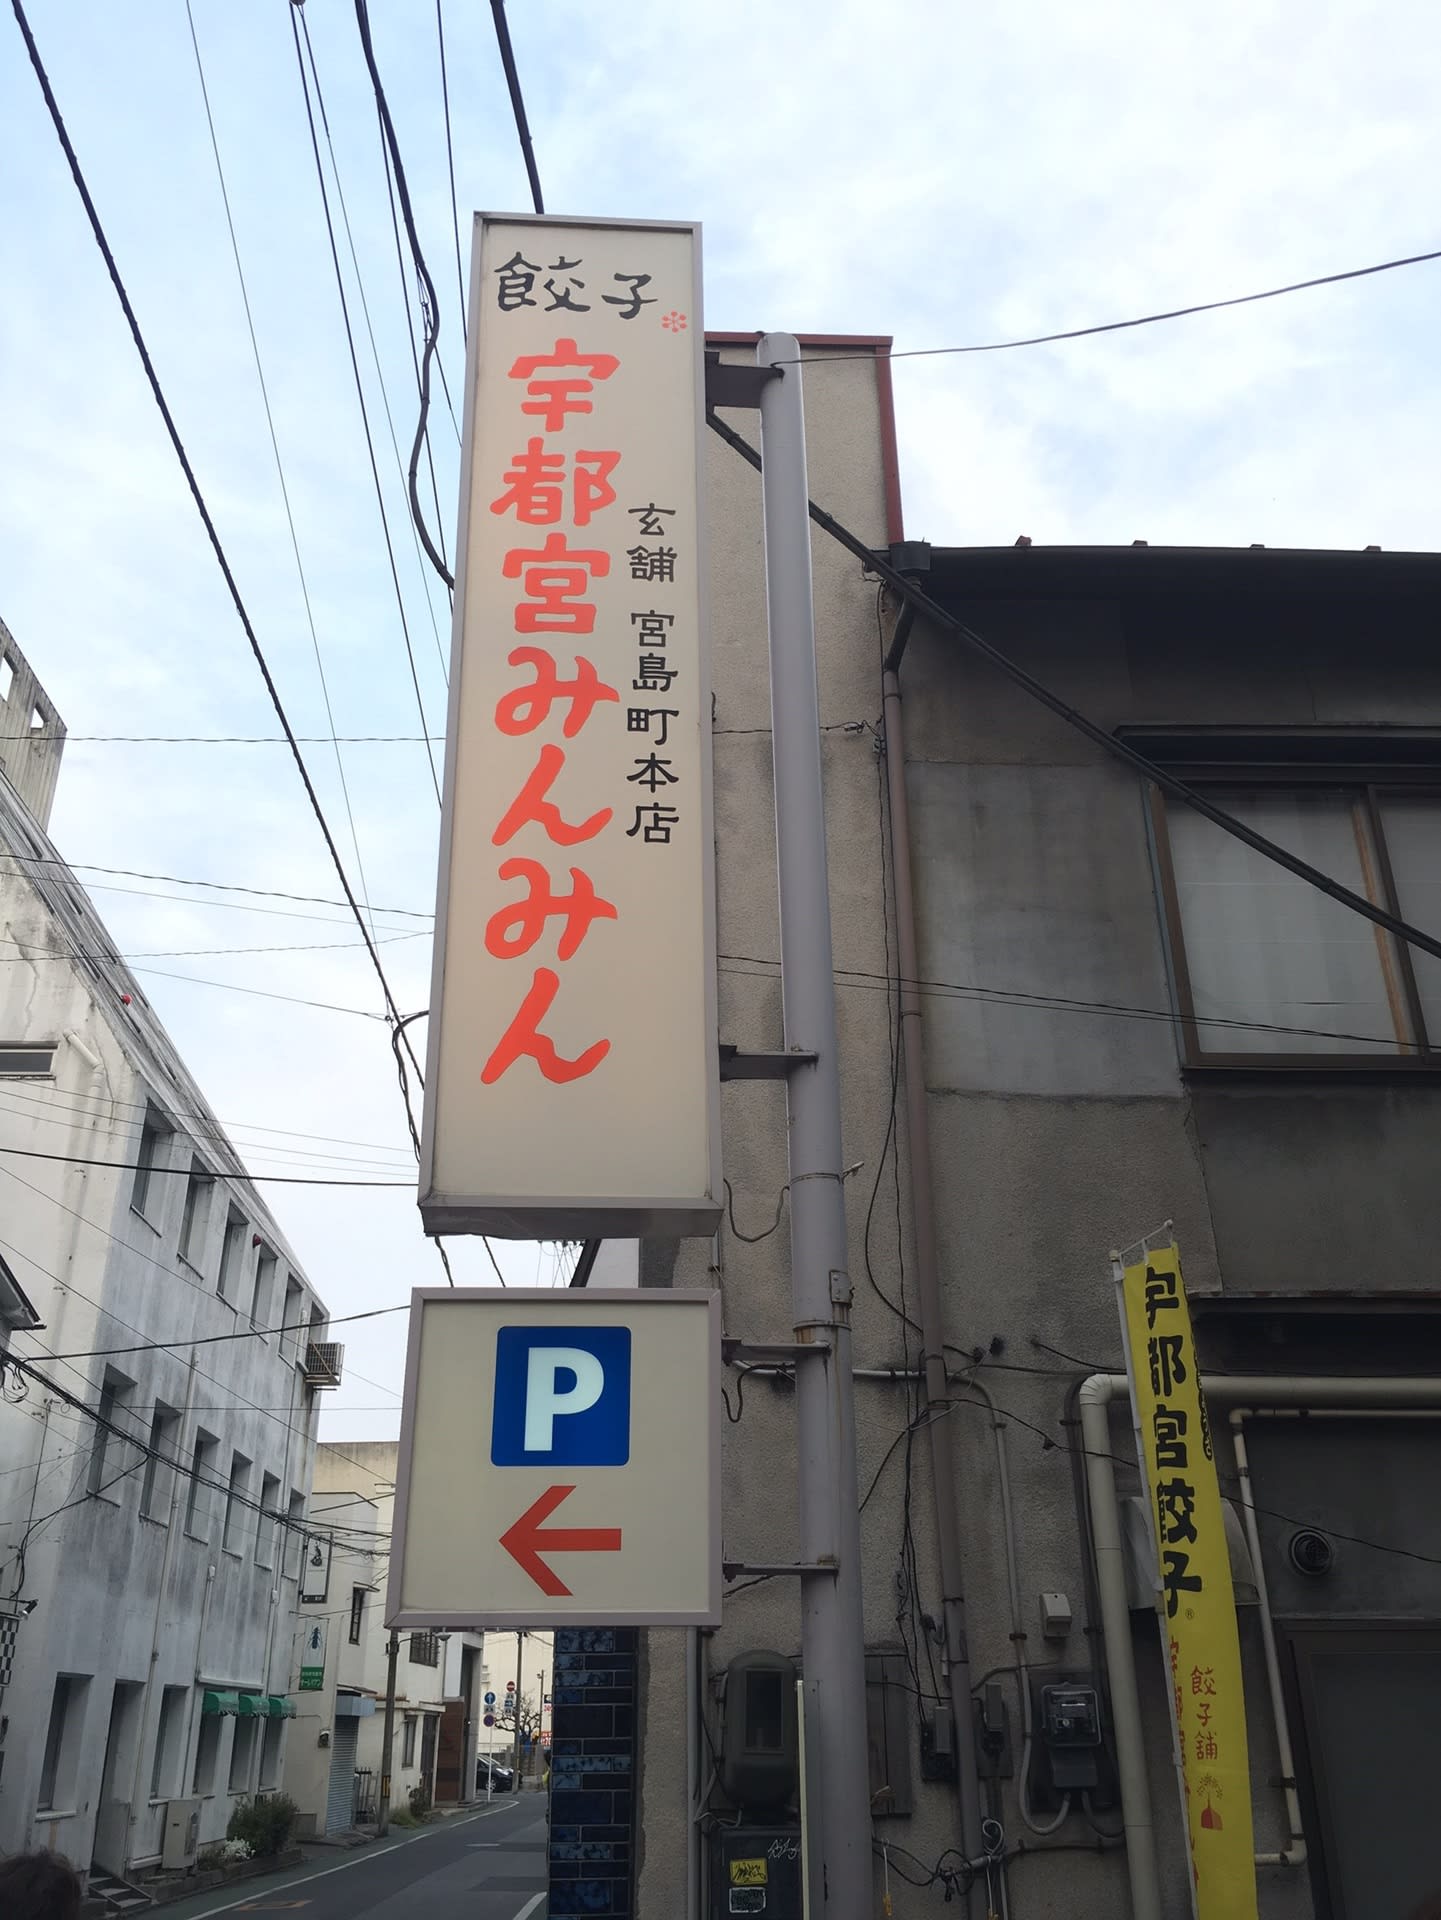 餃子
宇都宮みんみん
玄舗 宮島町本店
P
宇都宮餃子®
餃子舗